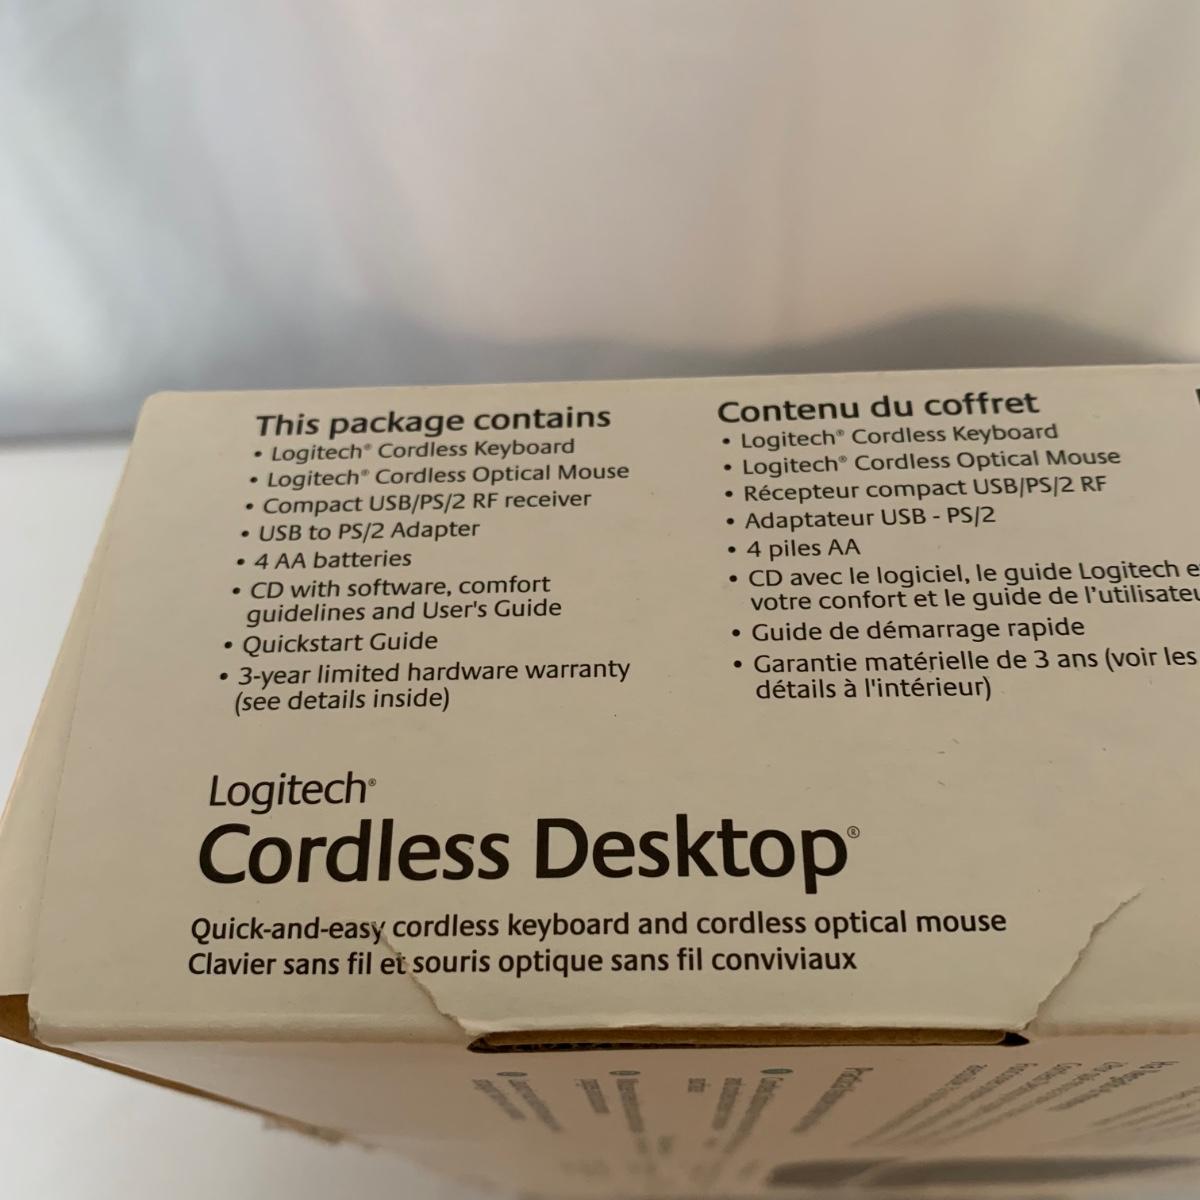 This package contains
• Logitech® Cordless Keyboard
• Logitech® Cordless Optical Mouse
• Compact USB/PS/2 RF receiver
• USB to PS/2 Adapter
• 4 AA batteries
• CD with software, comfort
guidelines and User's Guide
• Quickstart Guide
• 3-year limited hardware warranty
(see details inside)
Contenu du coffret
• Logitech® Cordless Keyboard
• Logitech® Cordless Optical Mouse
• Récepteur compact USB/PS/2 RF
• Adaptateur USB - PS/2
• 4 piles AA
• CD avec le logiciel, le guide Logitech
votre confort et le guide de l'utilisateu
• Guide de démarrage rapide
• Garantie matérielle de 3 ans (voir les
détails à l'intérieur)
Logitech®
Cordless Desktop®
Quick-and-easy cordless keyboard and cordless optical mouse
Clavier sans fil et souris optique sans fil conviviaux